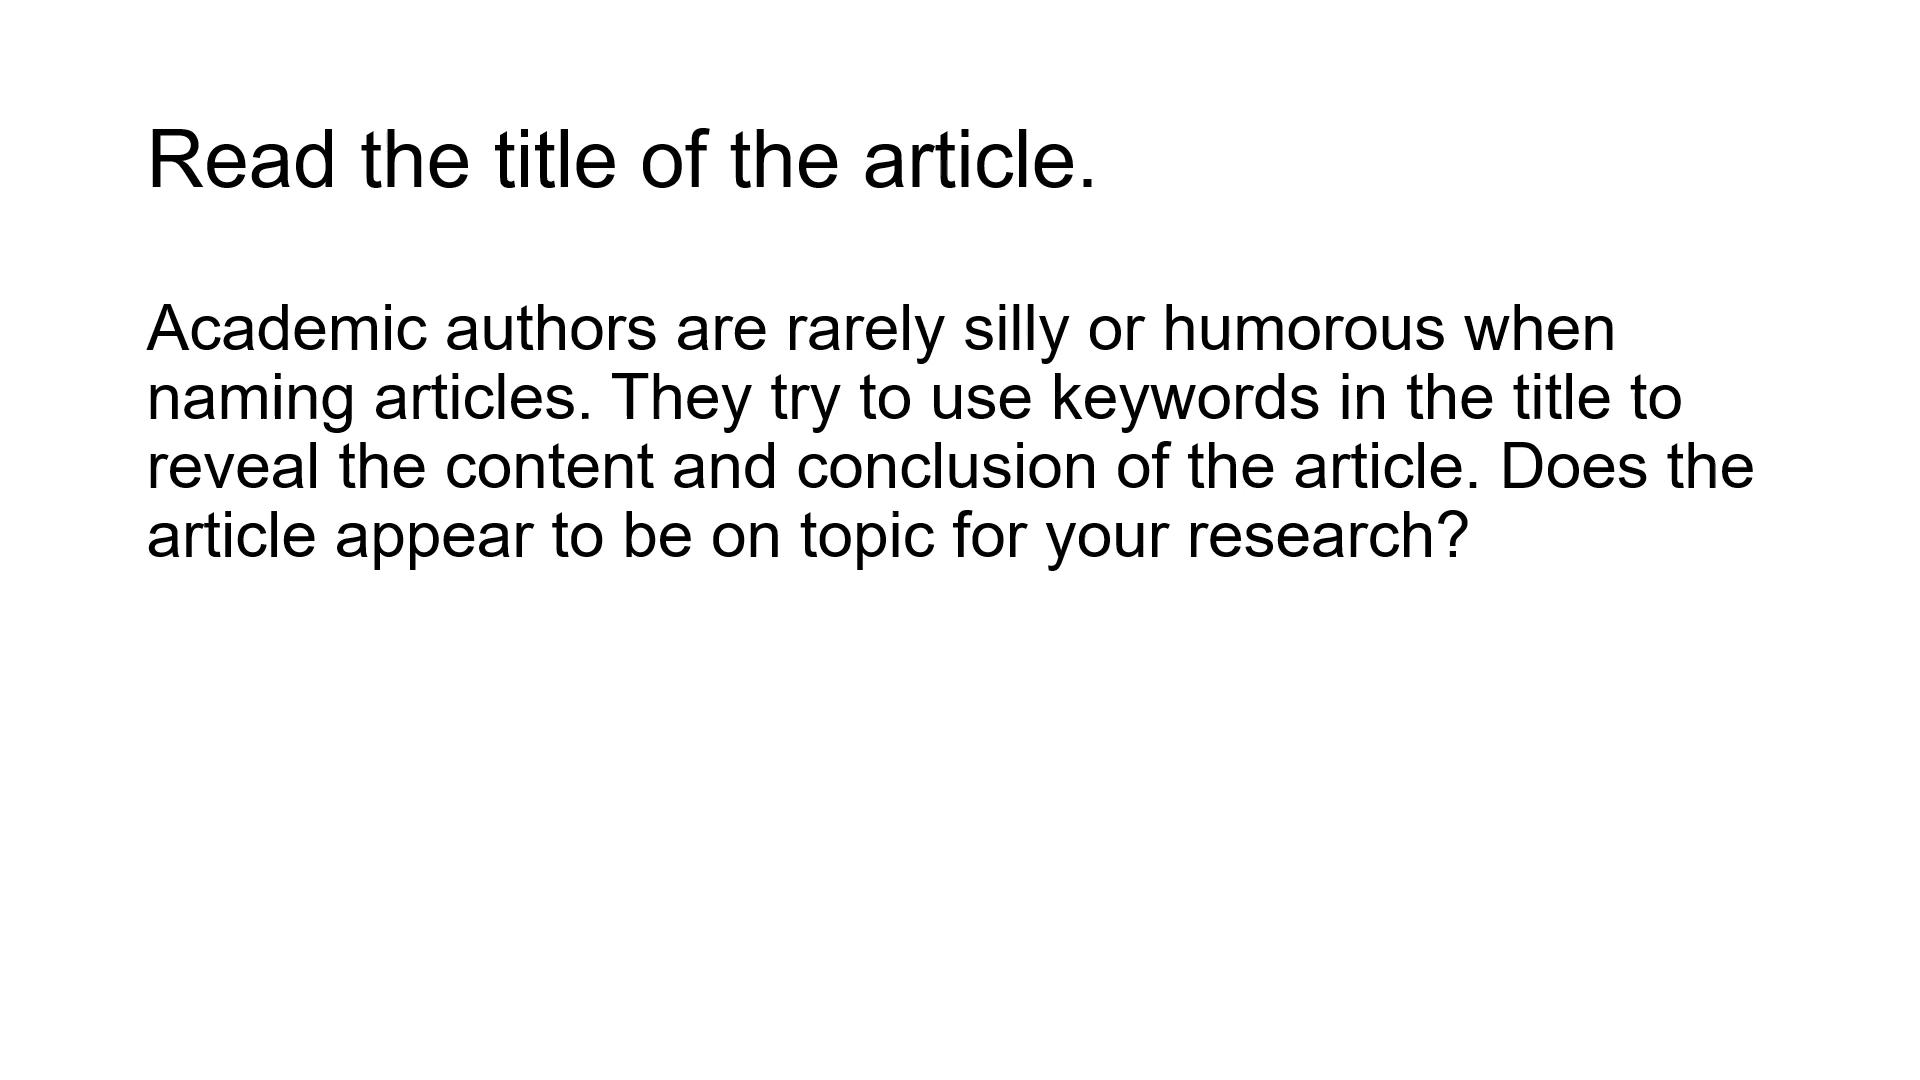 Read the title of the article.
Academic authors are rarely silly or humorous when
naming articles. They try to use keywords in the title to
reveal the content and conclusion of the article. Does the
article appear to be on topic for your research?